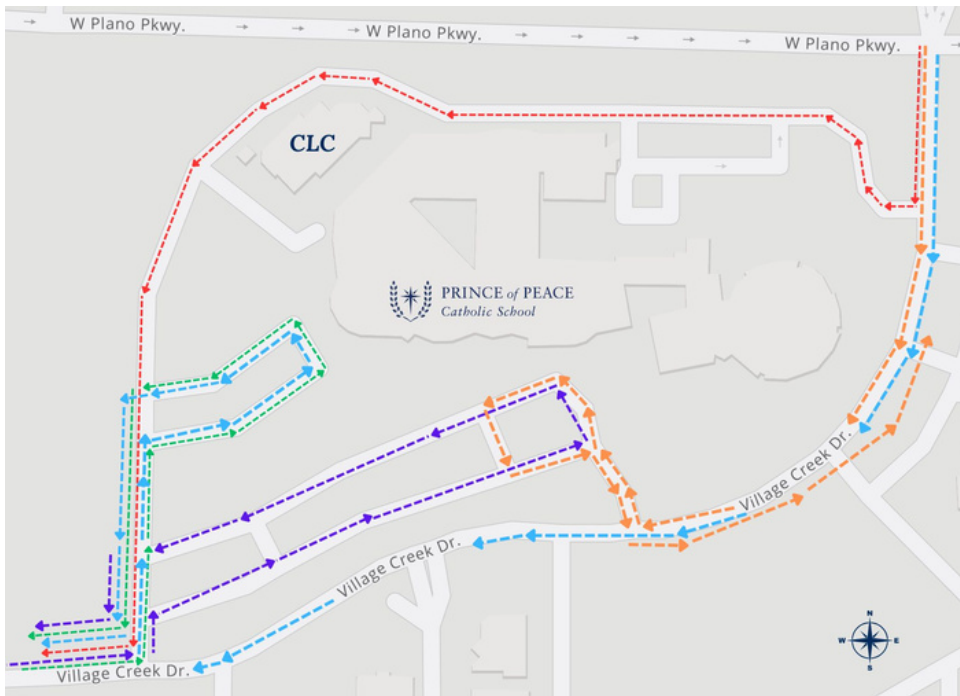 W Plano Pkwy.
W Plano Pkwy.
W Plano Pkwy.
CLC
PRINCE of PEACE
Catholic School
Village Creek Dr.
Village Creek Dr.
Village Creek Dr.
N
W E
S